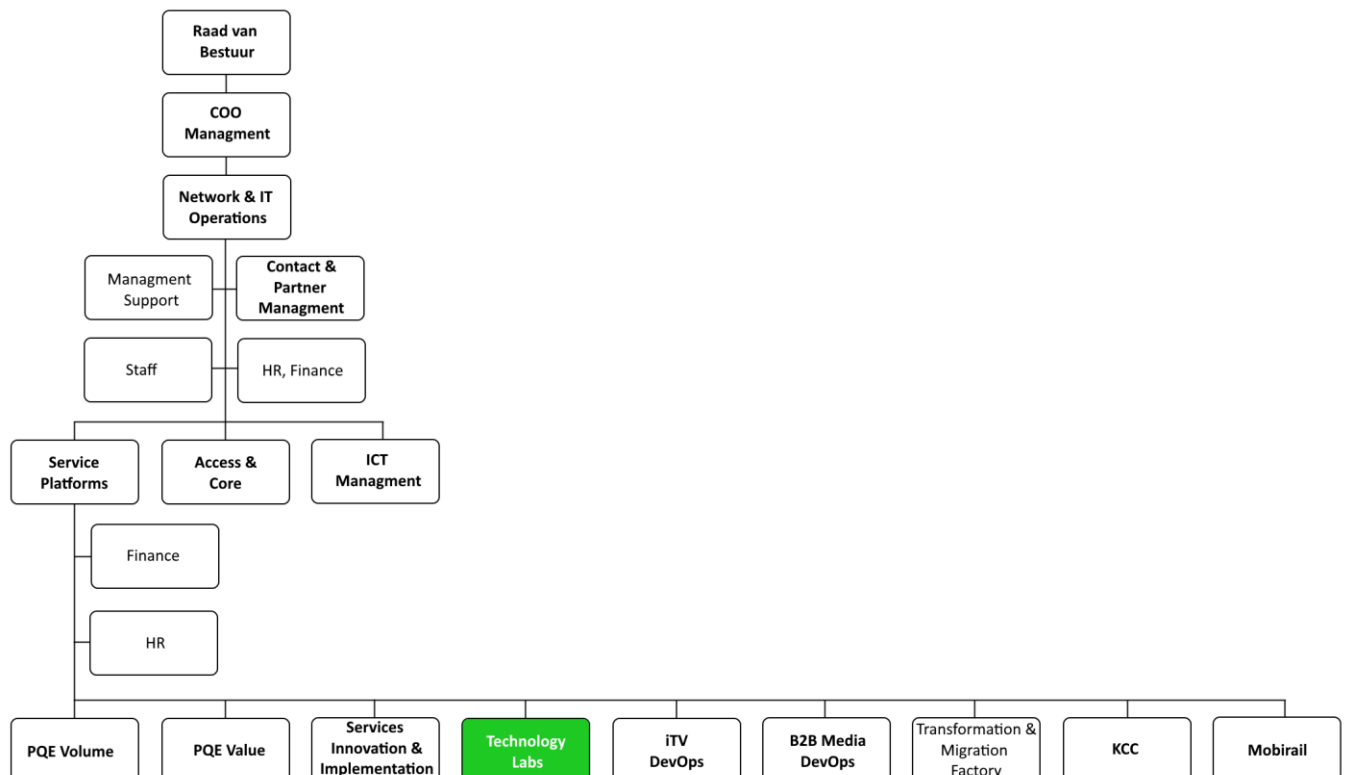 Raad van
Bestuur
COO
Managment
Network & IT
Operations
Managment
Support
Contact &
Partner
Managment
Staff
HR, Finance
Service
Platforms
Access &
Core
ICT
Managment
Finance
HR
PQE Volume
PQE Value
Services
Innovation &
Implementation
Technology
Labs
iTV
DevOps
B2B Media
DevOps
Transformation &
Migration
Factory
KCC
Mobirail